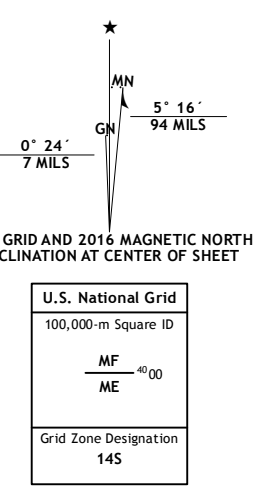 ★
MN
5° 16´
94 MILS
GN
0° 24´
7 MILS
GRID AND 2016 MAGNETIC NORTH
CLINATION AT CENTER OF SHEET
U.S. National Grid
100,000-m Square ID
MF
4000
ME
Grid Zone Designation
14S